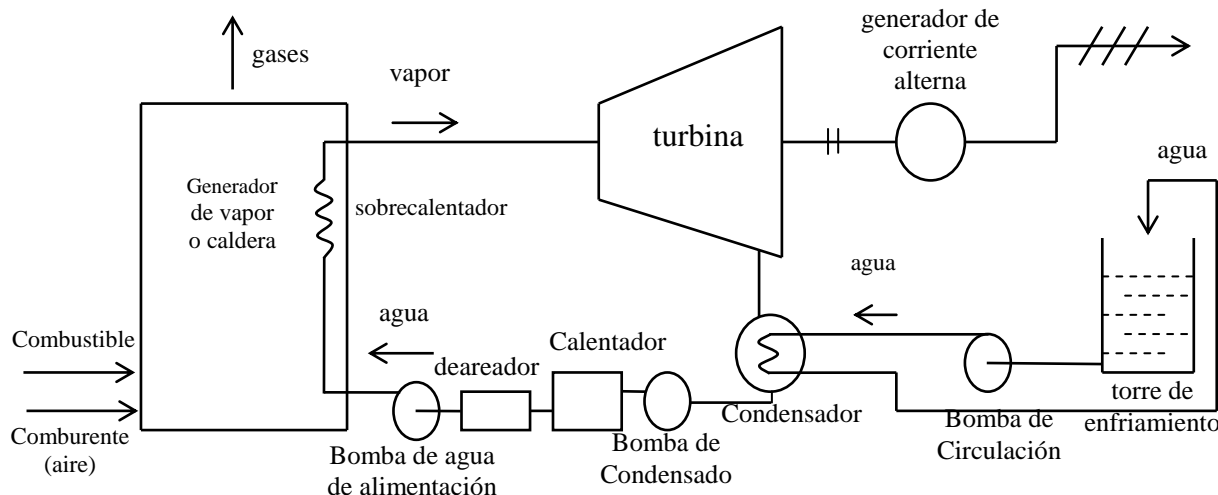 gases
vapor
generador de
corriente
alterna
turbina
agua
Generador
de vapor
o caldera
sobrecalentador
agua
agua
Combustible
Calentador
deareador
Comburente
(aire)
Condensador
torre de
enfriamiento
Bomba de agua
de alimentación
Bomba de
Condensado
Bomba de
Circulación